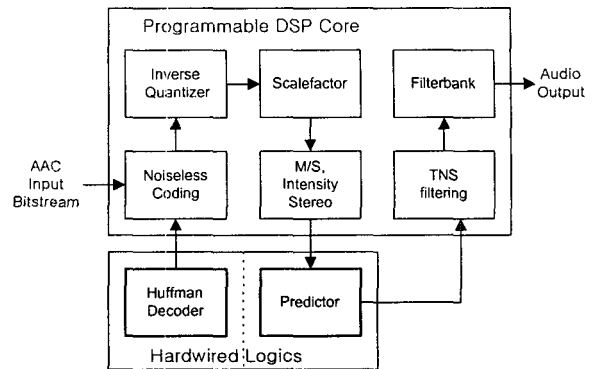 Programmable DSP Core
Inverse
Quantizer
Scalefactor
Filterbank
Audio
Output
AAC
Input
Bitstream
Noiseless
Coding
M/S,
Intensity
Stereo
TNS
filtering
Huffman
Decoder
Predictor
Hardwired Logics